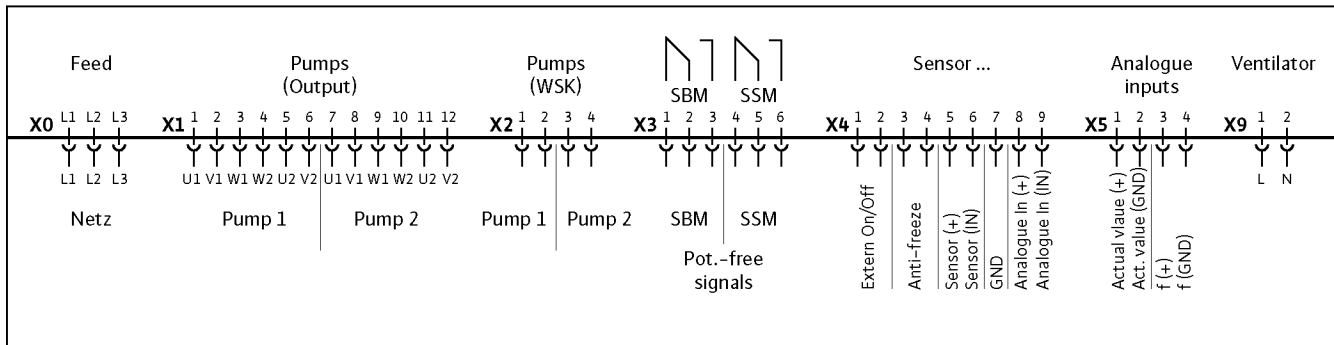 Feed
Pumps
(Output)
Pumps
(WSK)
SBM
SSM
Sensor ...
Analogue
inputs
Ventilator
X0 L1 L2 L3
X1 1 2 3 4 5 6 7 8 9 10 11 12
X2 1 2 3 4
X3 1 2 3 4 5 6
X4 1 2 3 4 5 6 7 8 9
X5 1 2 3 4
X9 1 2
L1 L2 L3
U1 V1 W1 W2 U2 V2 U1 V1 W1 W2 U2 V2
L N
Netz
Pump 1
Pump 2
Pump 1
Pump 2
SBM
SSM
Pot.-free
signals
Extern On/Off
Anti-freeze
Sensor (+)
Sensor (IN)
GND
Analogue In (+)
Analogue In (IN)
Actual vlaue (+)
Act. value (GND)
f (+)
f (GND)